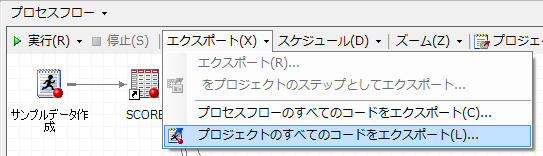 プロセスフロー
実行(R) 停止(S) エクスポート(X) スケジュール(D) ズーム(Z) プロジェ
エクスポート(R)...
をプロジェクトのステップとしてエクスポート...
プロセスフローのすべてのコードをエクスポート(C)...
プロジェクトのすべてのコードをエクスポート(L)...
サンプルデータ作
成
SCORE